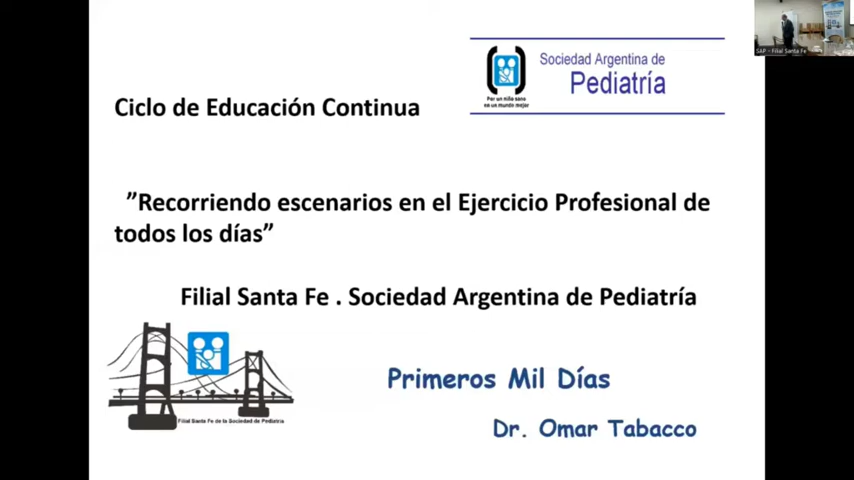 SAP - Filial Santa Fe
Sociedad Argentina de
Pediatría
Por un niño sano
en un mundo mejor
Ciclo de Educación Continua
”Recorriendo escenarios en el Ejercicio Profesional de
todos los días”
Filial Santa Fe . Sociedad Argentina de Pediatría
Filial Santa Fe de la Sociedad de Pediatría
Primeros Mil Días
Dr. Omar Tabacco